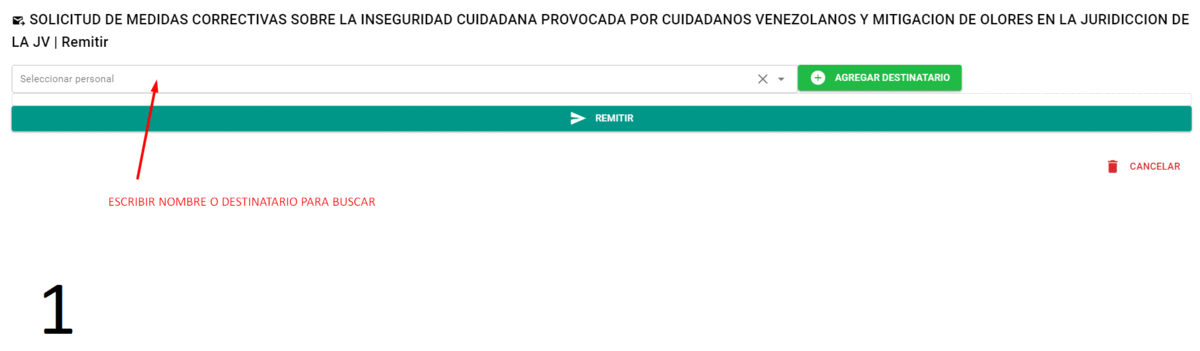 SOLICITUD DE MEDIDAS CORRECTIVAS SOBRE LA INSEGURIDAD CUIDADANA PROVOCADA POR CUIDADANOS VENEZOLANOS Y MITIGACION DE OLORES EN LA JURIDICCION DE
LA JV | Remitir
Seleccionar personal
AGREGAR DESTINATARIO
REMITIR
CANCELAR
ESCRIBIR NOMBRE O DESTINATARIO PARA BUSCAR
1